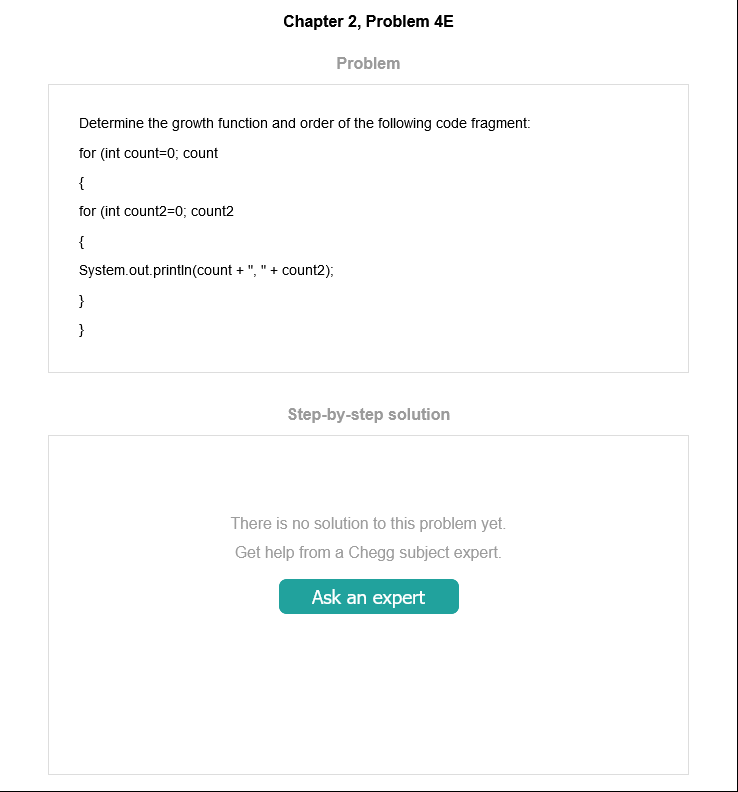 Chapter 2, Problem 4E
Problem
Determine the growth function and order of the following code fragment:
for (int count=0; count
{
for (int count2=0; count2
{
System.out.println(count + ", " + count2);
}
}
Step-by-step solution
There is no solution to this problem yet.
Get help from a Chegg subject expert.
Ask an expert